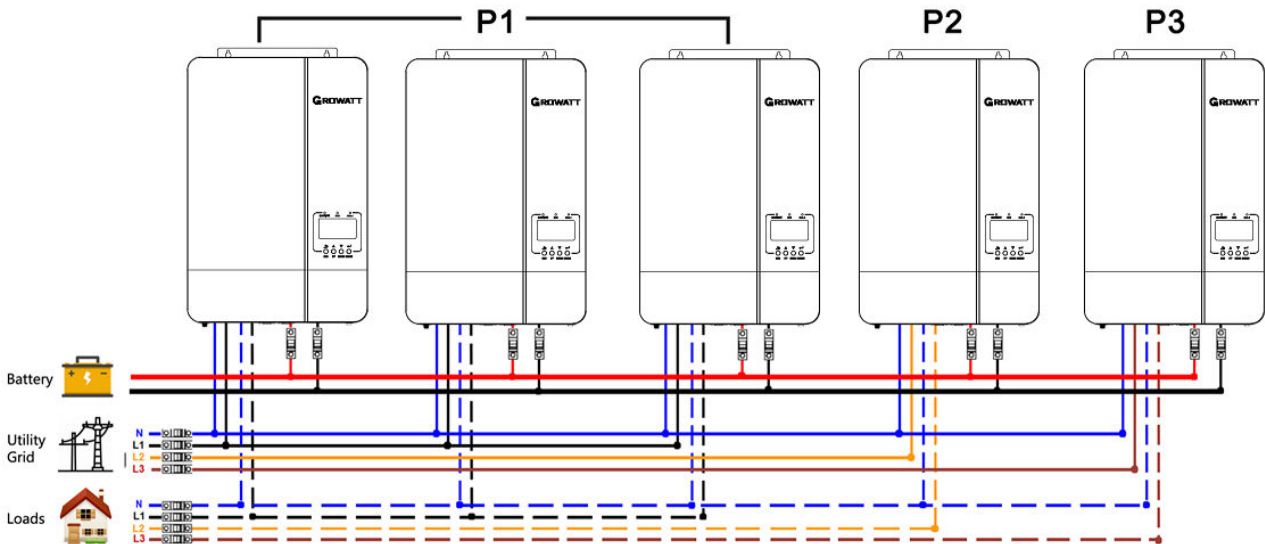 P1
P2
P3
GROWATT
GROWATT
GROWATT
GROWATT
GROWATT
Battery
+ -
Utility
Grid
N
L1
L2
L3
Loads
N
L1
L2
L3